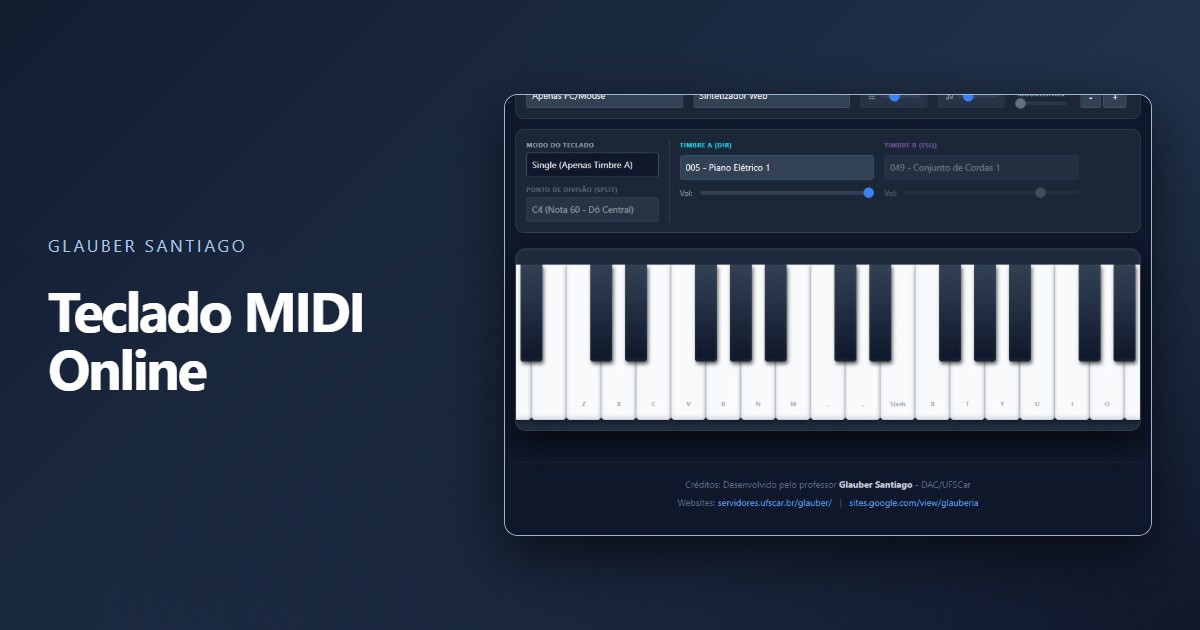 GLAUBER SANTIAGO
Teclado MIDI
Online
Apenas PC/Mouse
Sintetizador Web
- +
MODO DO TECLADO
Single (Apenas Timbre A)
PONTO DE DIVISÃO (SPLIT)
C4 (Nota 60 - Dó Central)
TIMBRE A (DIR)
005 - Piano Elétrico 1
Vol:
TIMBRE B (ESQ)
049 - Conjunto de Cordas 1
Vol:
Z X C V B N M , . Slash R T Y U I O
Créditos: Desenvolvido pelo professor Glauber Santiago - DAC/UFSCar
Websites: servidores.ufscar.br/glauber/ | sites.google.com/view/glauberia